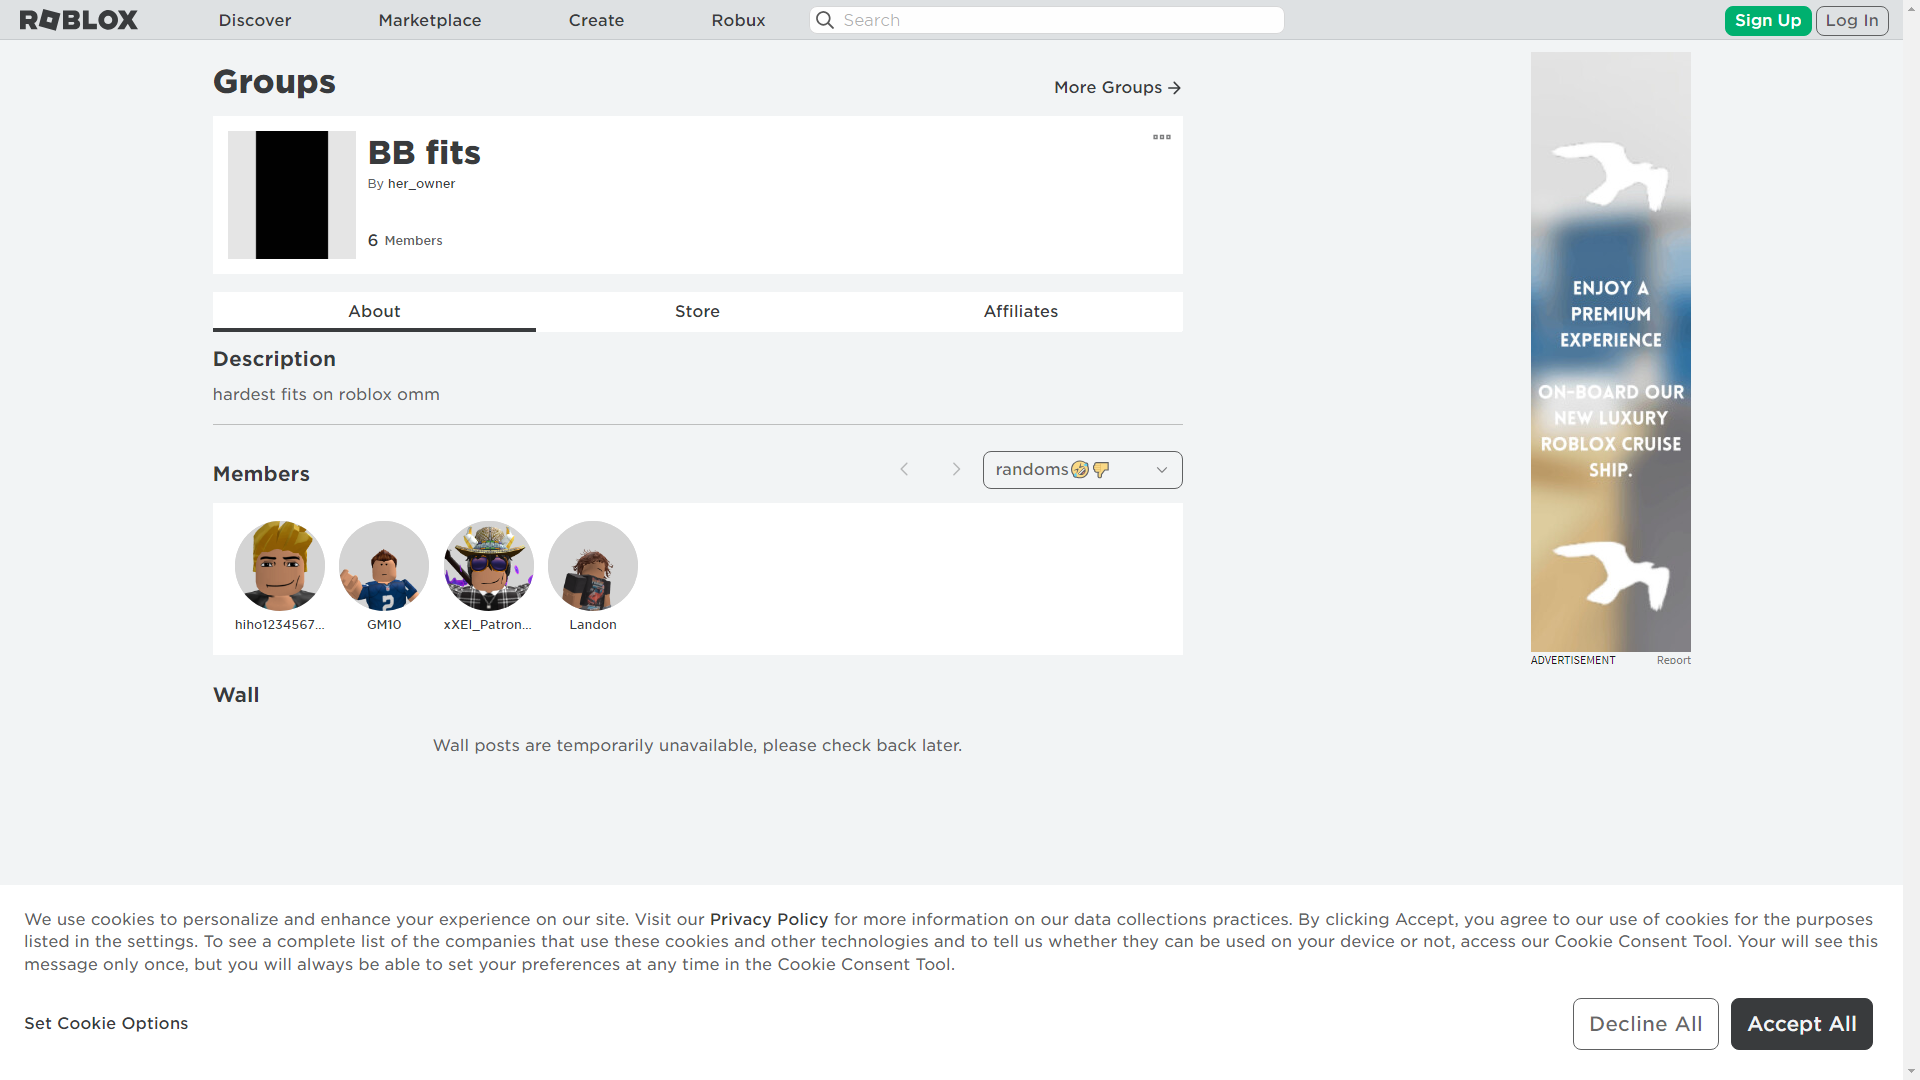 ROBLOX
Discover
Marketplace
Create
Robux
Search
Sign Up
Log In
Groups
More Groups
BB fits
By her_owner
6 Members
About
Store
Affiliates
Description
hardest fits on roblox omm
Members
randoms🤣👎
hiho1234567...
GM10
xXEl_Patron...
Landon
Wall
Wall posts are temporarily unavailable, please check back later.
ENJOY A
PREMIUM
EXPERIENCE
ON-BOARD OUR
NEW LUXURY
ROBLOX CRUISE
SHIP.
ADVERTISEMENT
Report
We use cookies to personalize and enhance your experience on our site. Visit our Privacy Policy for more information on our data collections practices. By clicking Accept, you agree to our use of cookies for the purposes
listed in the settings. To see a complete list of the companies that use these cookies and other technologies and to tell us whether they can be used on your device or not, access our Cookie Consent Tool. Your will see this
message only once, but you will always be able to set your preferences at any time in the Cookie Consent Tool.
Set Cookie Options
Decline All
Accept All